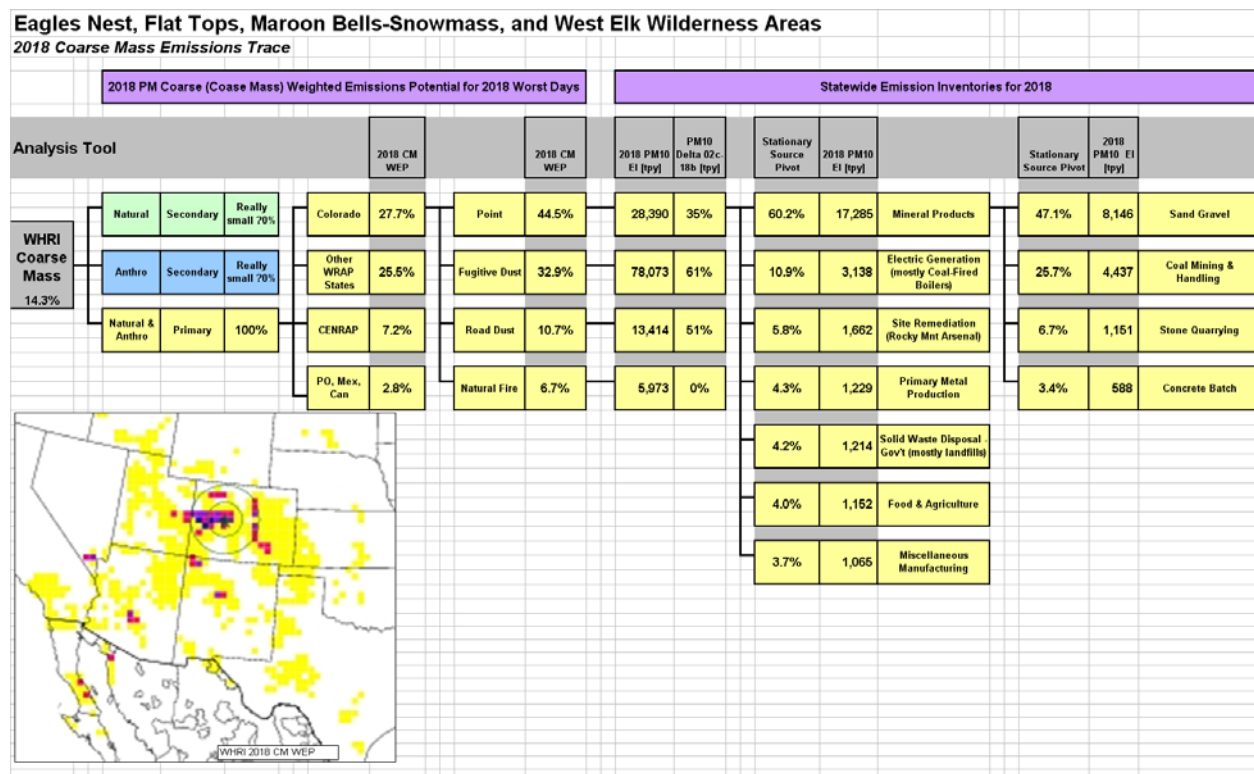 Eagles Nest, Flat Tops, Maroon Bells-Snowmass, and West Elk Wilderness Areas
2018 Coarse Mass Emissions Trace
2018 PM Coarse (Coase Mass) Weighted Emissions Potential for 2018 Worst Days
Statewide Emission Inventories for 2018
Analysis Tool
2018 CM
WEP
2018 CM
WEP
2018 PM10
EI [tpy]
PM10
Delta 02c-
18b [tpy]
Stationary
Source
Pivot
2018 PM10
EI [tpy]
Stationary
Source Pivot
2018
PM10 EI
[tpy]
WHRI
Coarse
Mass
14.3%
Natural
Secondary
Really
small ?0%
Colorado
27.7%
Point
44.5%
28,390
35%
60.2%
17,285
Mineral Products
47.1%
8,146
Sand Gravel
Anthro
Secondary
Really
small ?0%
Other
WRAP
States
25.5%
Fugitive Dust
32.9%
78,073
61%
10.9%
3,138
Electric Generation
(mostly Coal-Fired
Boilers)
25.7%
4,437
Coal Mining &
Handling
Natural &
Anthro
Primary
100%
CENRAP
7.2%
Road Dust
10.7%
13,414
51%
5.8%
1,662
Site Remediation
(Rocky Mnt Arsenal)
6.7%
1,151
Stone Quarrying
PO, Mex,
Can
2.8%
Natural Fire
6.7%
5,973
0%
4.3%
1,229
Primary Metal
Production
3.4%
588
Concrete Batch
4.2%
1,214
Solid Waste Disposal -
Gov't (mostly landfills)
4.0%
1,152
Food & Agriculture
3.7%
1,065
Miscellaneous
Manufacturing
WHRI 2018 CM WEP